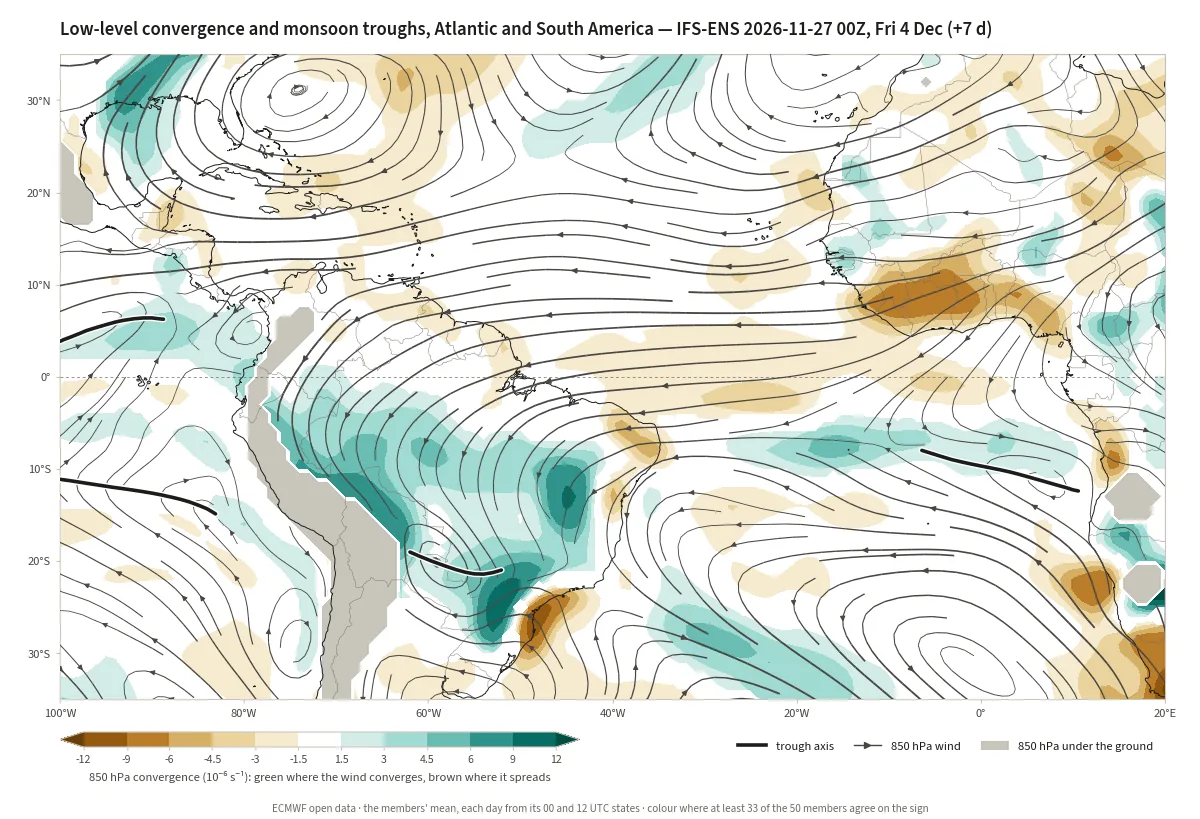 Low-level convergence and monsoon troughs, Atlantic and South America — IFS-ENS 2026-11-27 00Z, Fri 4 Dec (+7 d)
30°N
20°N
10°N
0°
10°S
20°S
30°S
100°W 80°W 60°W 40°W 20°W 0° 20°E
-12 -9 -6 -4.5 -3 -1.5 1.5 3 4.5 6 9 12
850 hPa convergence (10⁻⁶ s⁻¹): green where the wind converges, brown where it spreads
trough axis 850 hPa wind 850 hPa under the ground
ECMWF open data · the members' mean, each day from its 00 and 12 UTC states · colour where at least 33 of the 50 members agree on the sign